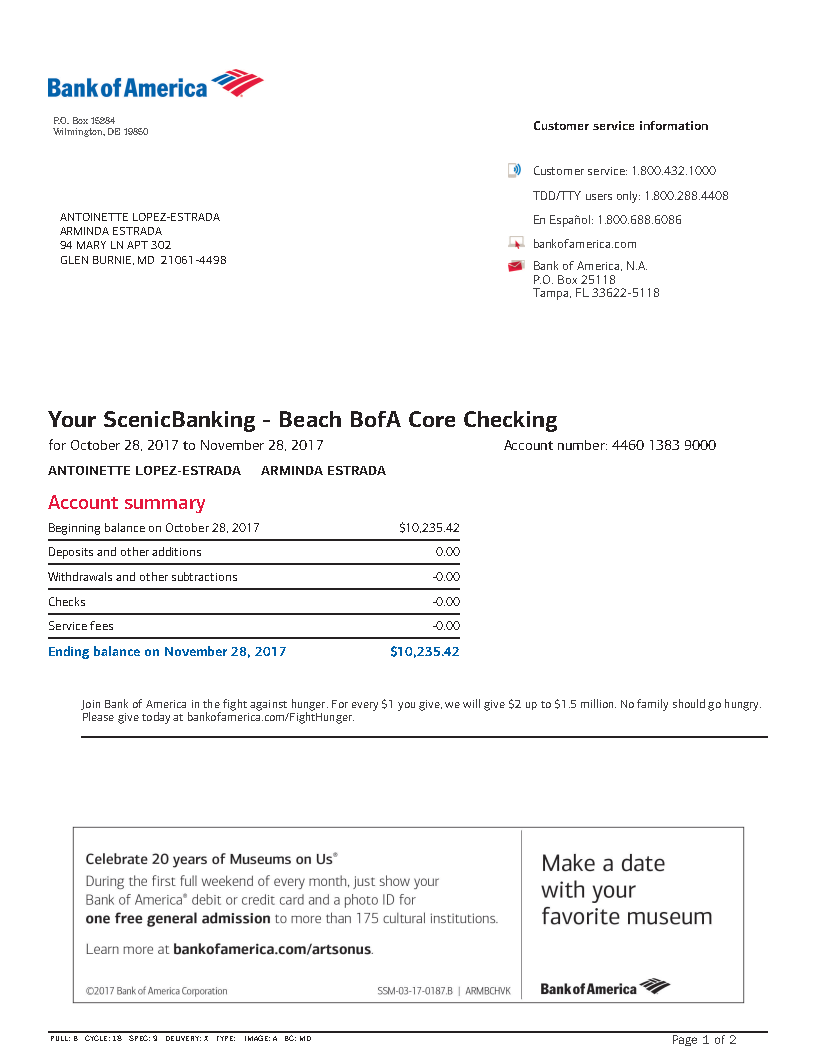 Bank of America
P.O. Box 15284
Wilmington, DE 19850
Customer service information
Customer service: 1.800.432.1000
TDD/TTY users only: 1.800.288.4408
En Español: 1.800.688.6086
bankofamerica.com
Bank of America, N.A.
P.O. Box 25118
Tampa, FL 33622-5118
ANTOINETTE LOPEZ-ESTRADA
ARMINDA ESTRADA
94 MARY LN APT 302
GLEN BURNIE, MD 21061-4498
Your ScenicBanking - Beach BofA Core Checking
for October 28, 2017 to November 28, 2017 Account number: 4460 1383 9000
ANTOINETTE LOPEZ-ESTRADA ARMINDA ESTRADA
Account summary
Beginning balance on October 28, 2017 $10,235.42
Deposits and other additions 0.00
Withdrawals and other subtractions -0.00
Checks -0.00
Service fees -0.00
Ending balance on November 28, 2017 $10,235.42
Join Bank of America in the fight against hunger. For every $1 you give, we will give $2 up to $1.5 million. No family should go hungry.
Please give today at bankofamerica.com/FightHunger.
Celebrate 20 years of Museums on Us®
During the first full weekend of every month, just show your
Bank of America® debit or credit card and a photo ID for
one free general admission to more than 175 cultural institutions.
Learn more at bankofamerica.com/artsonus.
©2017 Bank of America Corporation SSM-03-17-0187.B | ARMBCHVK
Make a date
with your
favorite museum
Bank of America
PULL: B CYCLE: 18 SPEC: 9 DELIVERY: X TYPE: IMAGE: A BC: MD
Page 1 of 2